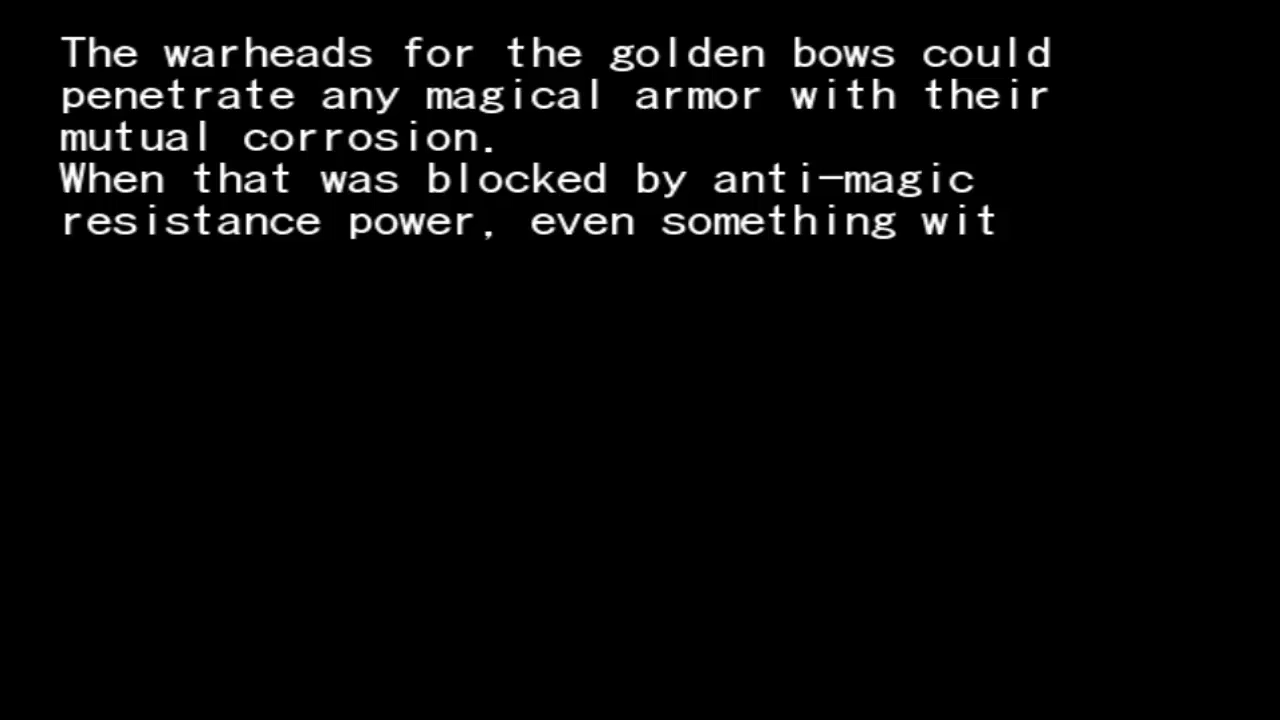 The warheads for the golden bows could
penetrate any magical armor with their
mutual corrosion.
When that was blocked by anti-magic
resistance power, even something wit